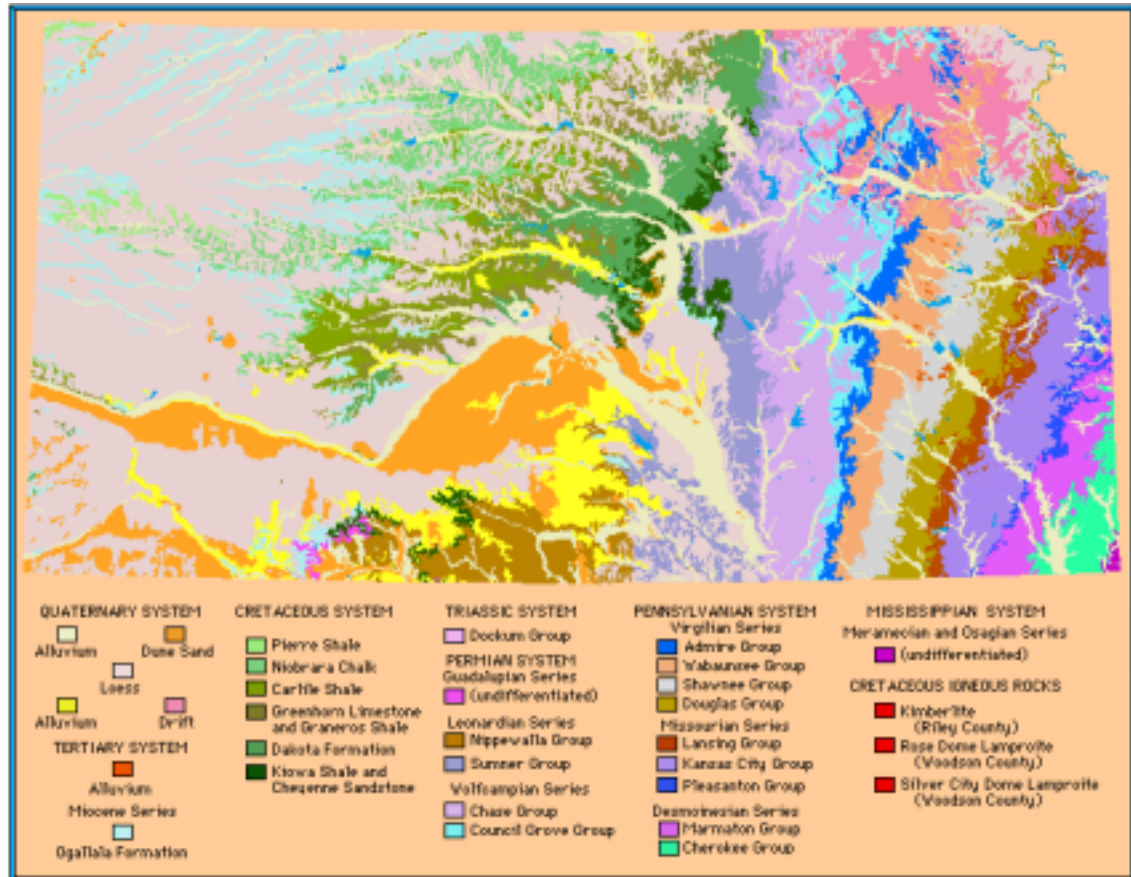 QUATERNARY SYSTEM
Alluvium
Dune Sand
Loess
Alluvium
Drift
TERTIARY SYSTEM
Alluvium
Miocene Series
Ogallala Formation
CRETACEOUS SYSTEM
Pierre Shale
Niobrara Chalk
Carlile Shale
Greenhorn Limestone
and Graneros Shale
Dakota Formation
Kiowa Shale and
Cheyenne Sandstone
TRIASSIC SYSTEM
Dockum Group
PERMIAN SYSTEM
Guadalupian Series
(undifferentiated)
Leonardian Series
Nippewalla Group
Sumner Group
Wolfcampian Series
Chase Group
Council Grove Group
PENNSYLVANIAN SYSTEM
Virgilian Series
Admire Group
Wabaunsee Group
Shawnee Group
Douglas Group
Missourian Series
Lansing Group
Kansas City Group
Pleasanton Group
Desmoinesian Series
Marmaton Group
Cherokee Group
MISSISSIPPIAN SYSTEM
Meramecian and Osagian Series
(undifferentiated)
CRETACEOUS IGNEOUS ROCKS
Kimberlite
(Riley County)
Rose Dome Lamproite
(Woodson County)
Silver City Dome Lamproite
(Woodson County)